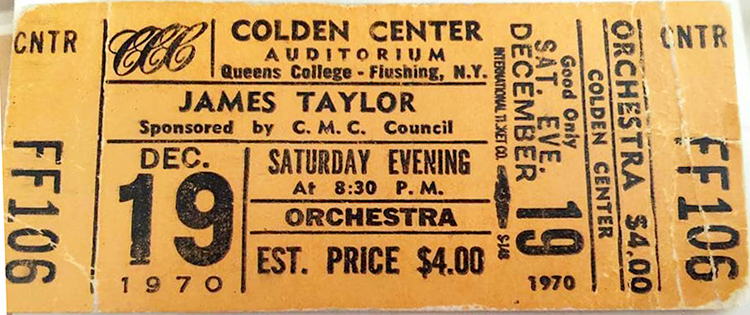 CNTR
FF106
CCC
COLDEN CENTER
AUDITORIUM
Queens College - Flushing, N.Y.
JAMES TAYLOR
Sponsored by C. M. C. Council
DEC.
19
1970
SATURDAY EVENING
At 8:30 P. M.
ORCHESTRA
EST. PRICE $4.00
INTERNATIONAL TICKET CO.
Good Only
SAT. EVE.
DECEMBER
19
1970
ORCHESTRA $4.00
COLDEN CENTER
CNTR
FF106